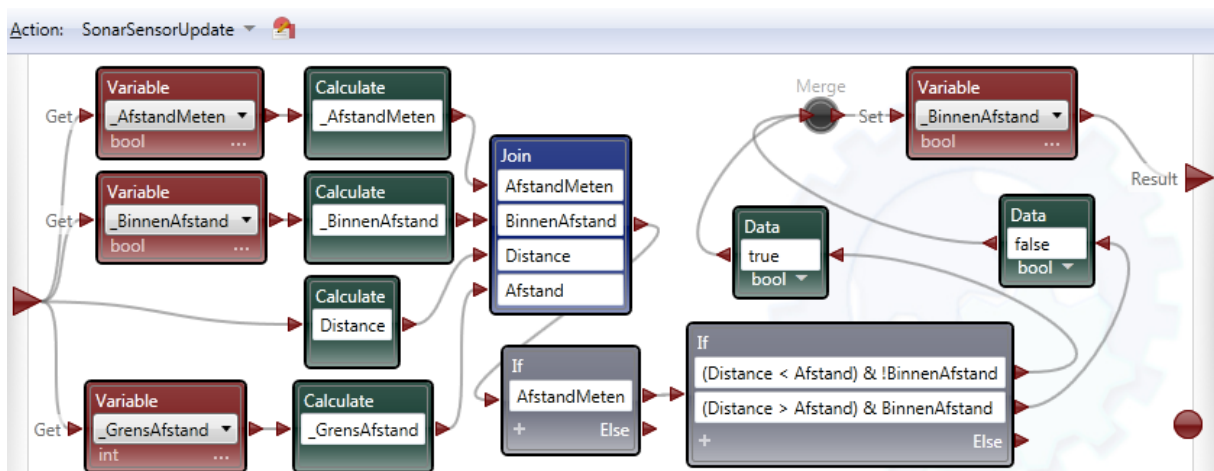 Action: SonarSensorUpdate
Get
Variable
_AfstandMeten
bool
...
Calculate
_AfstandMeten
Get
Variable
_BinnenAfstand
bool
...
Calculate
_BinnenAfstand
Calculate
Distance
Get
Variable
_GrensAfstand
int
...
Calculate
_GrensAfstand
Join
AfstandMeten
BinnenAfstand
Distance
Afstand
If
AfstandMeten
+ Else
If
(Distance < Afstand) & !BinnenAfstand
(Distance > Afstand) & BinnenAfstand
+ Else
Data
true
bool
Data
false
bool
Merge
Set
Variable
_BinnenAfstand
bool
...
Result